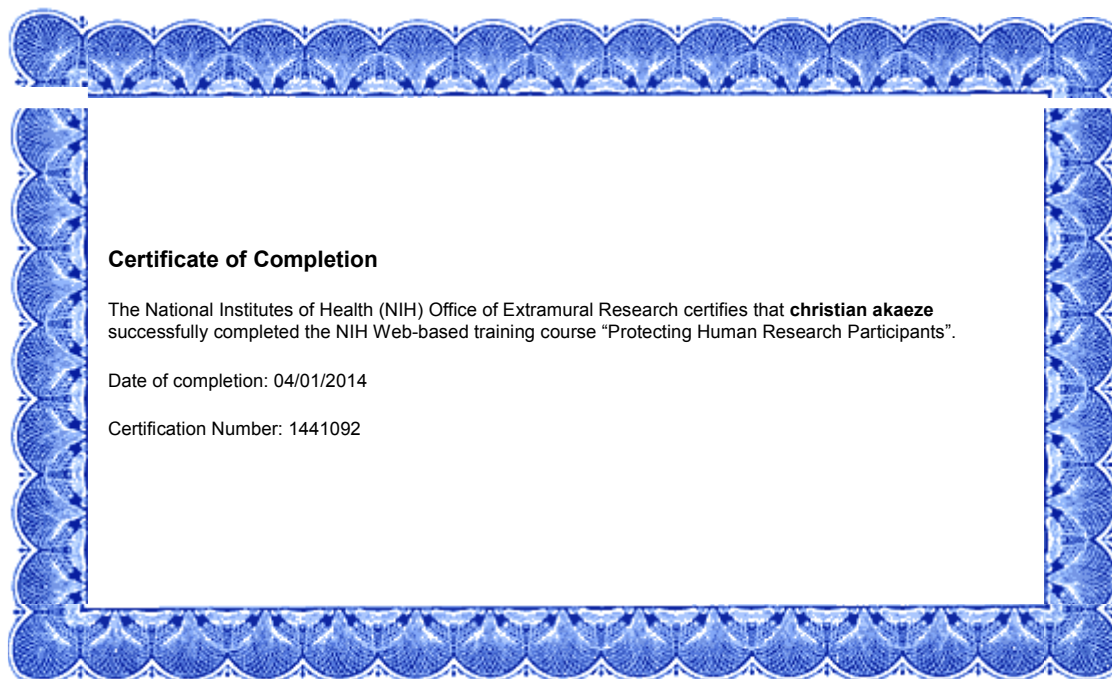 Certificate of Completion
The National Institutes of Health (NIH) Office of Extramural Research certifies that christian akaeze
successfully completed the NIH Web-based training course “Protecting Human Research Participants”.
Date of completion: 04/01/2014
Certification Number: 1441092